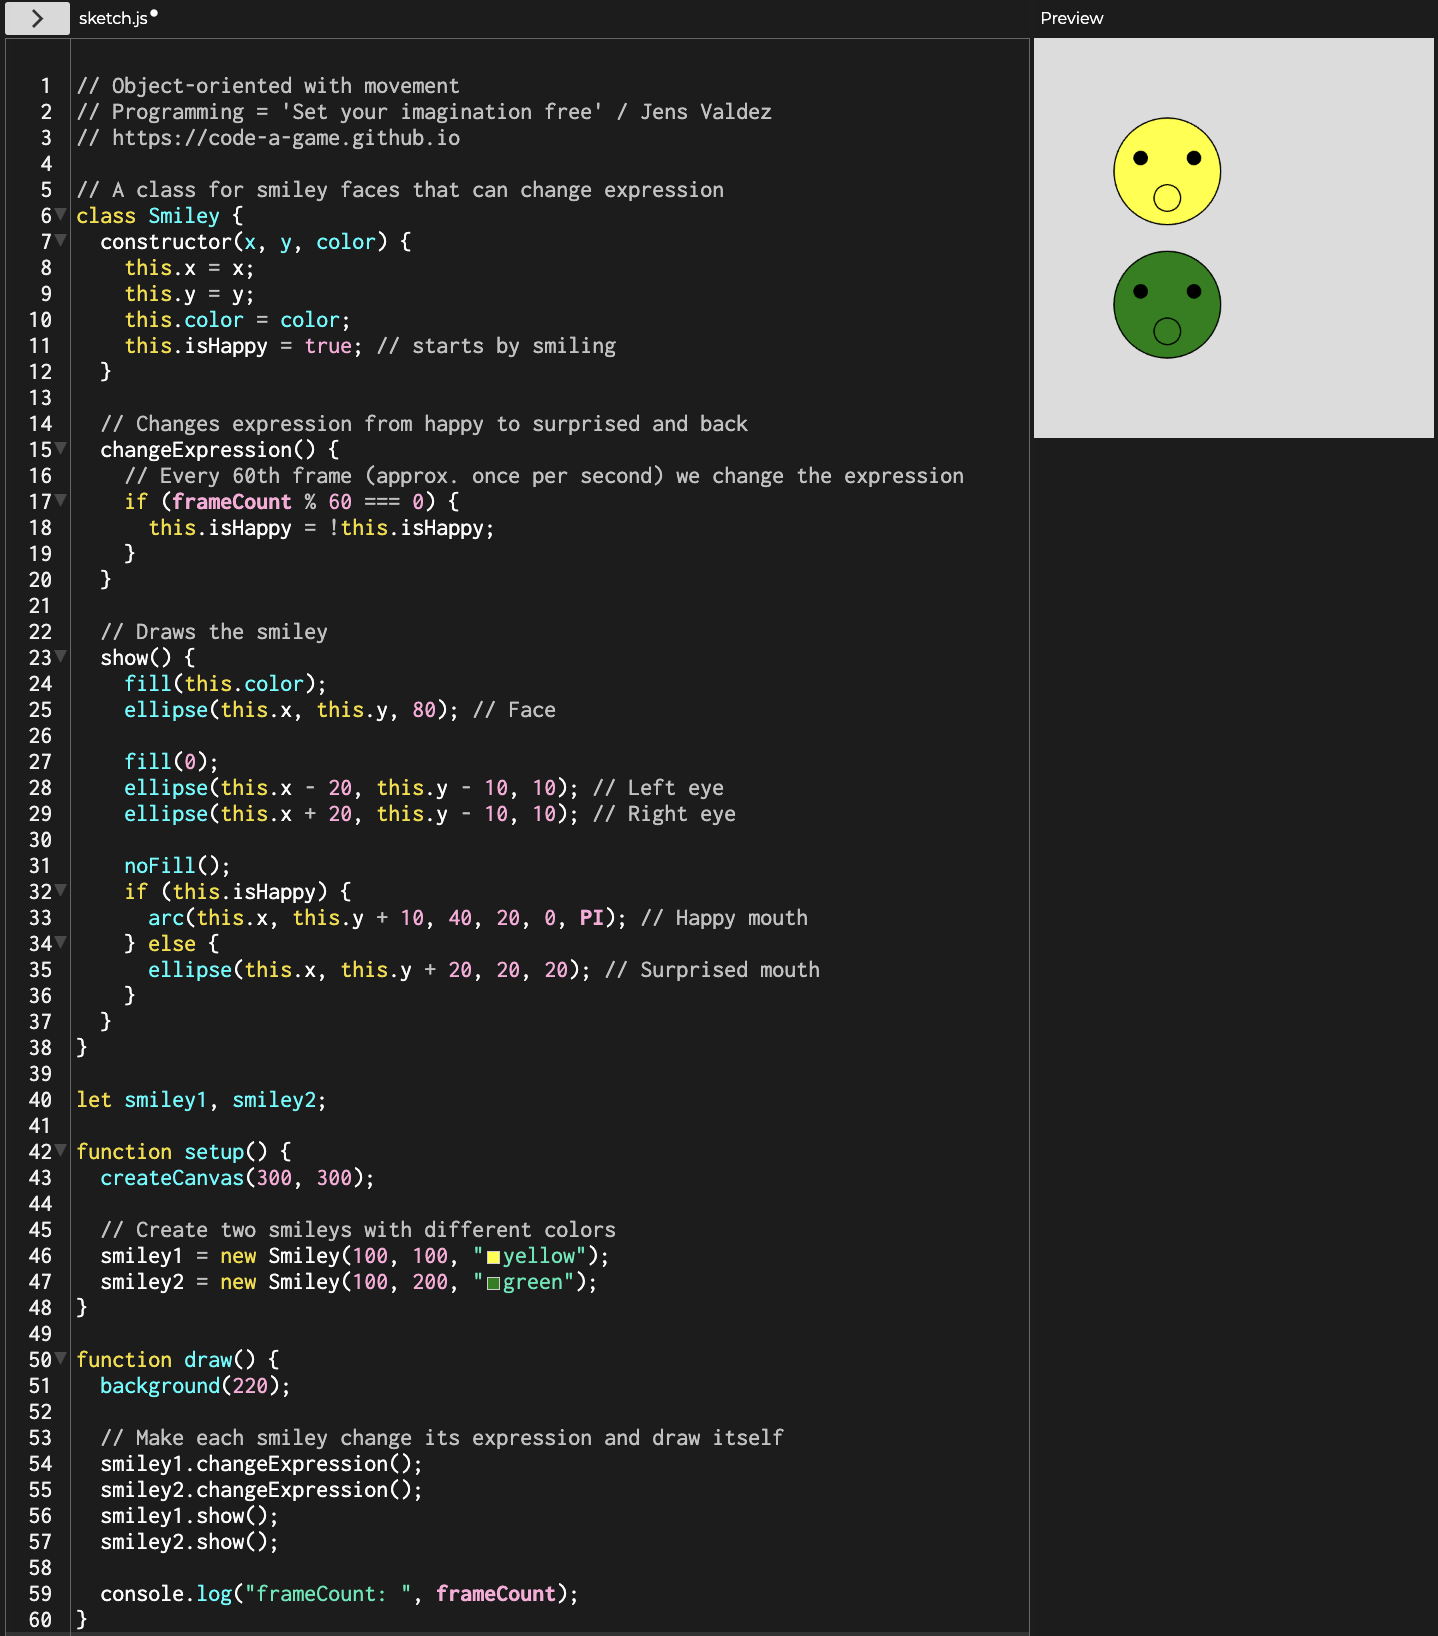 sketch.js
Preview
1 // Object-oriented with movement
2 // Programming = 'Set your imagination free' / Jens Valdez
3 // https://code-a-game.github.io
4
5 // A class for smiley faces that can change expression
6 class Smiley {
7   constructor(x, y, color) {
8     this.x = x;
9     this.y = y;
10     this.color = color;
11     this.isHappy = true; // starts by smiling
12   }
13
14   // Changes expression from happy to surprised and back
15   changeExpression() {
16     // Every 60th frame (approx. once per second) we change the expression
17     if (frameCount % 60 === 0) {
18       this.isHappy = !this.isHappy;
19     }
20   }
21
22   // Draws the smiley
23   show() {
24     fill(this.color);
25     ellipse(this.x, this.y, 80); // Face
26
27     fill(0);
28     ellipse(this.x - 20, this.y - 10, 10); // Left eye
29     ellipse(this.x + 20, this.y - 10, 10); // Right eye
30
31     noFill();
32     if (this.isHappy) {
33       arc(this.x, this.y + 10, 40, 20, 0, PI); // Happy mouth
34     } else {
35       ellipse(this.x, this.y + 20, 20, 20); // Surprised mouth
36     }
37   }
38 }
39
40 let smiley1, smiley2;
41
42 function setup() {
43   createCanvas(300, 300);
44
45   // Create two smileys with different colors
46   smiley1 = new Smiley(100, 100, "yellow");
47   smiley2 = new Smiley(100, 200, "green");
48 }
49
50 function draw() {
51   background(220);
52
53   // Make each smiley change its expression and draw itself
54   smiley1.changeExpression();
55   smiley2.changeExpression();
56   smiley1.show();
57   smiley2.show();
58
59   console.log("frameCount: ", frameCount);
60 }